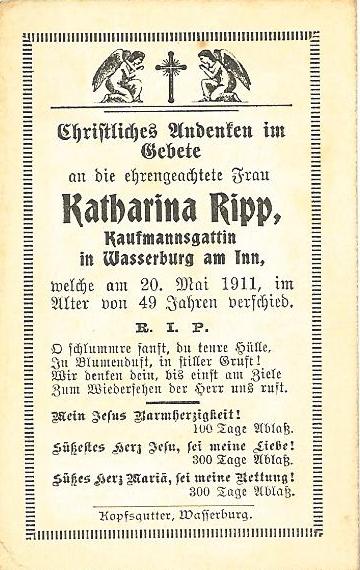 Christliches Andenken im
Gebete
an die ehrengeachtete Frau
Katharina Ripp,
Kaufmannsgattin
in Wasserburg am Inn,
welche am 20. Mai 1911, im
Alter von 49 Jahren verschied.
R. I. P.
O schlummre sanft, du teure Hülle,
In Blumenduft, in stiller Gruft!
Wir denken dein, bis einst am Ziele
Zum Wiedersehen der Herr uns ruft.
Mein Jesus Barmherzigkeit!
100 Tage Ablaß.
Süßestes Herz Jesu, sei meine Liebe!
300 Tage Ablaß.
Süßes Herz Mariä, sei meine Rettung!
300 Tage Ablaß.
Kopfsgutter, Wasserburg.